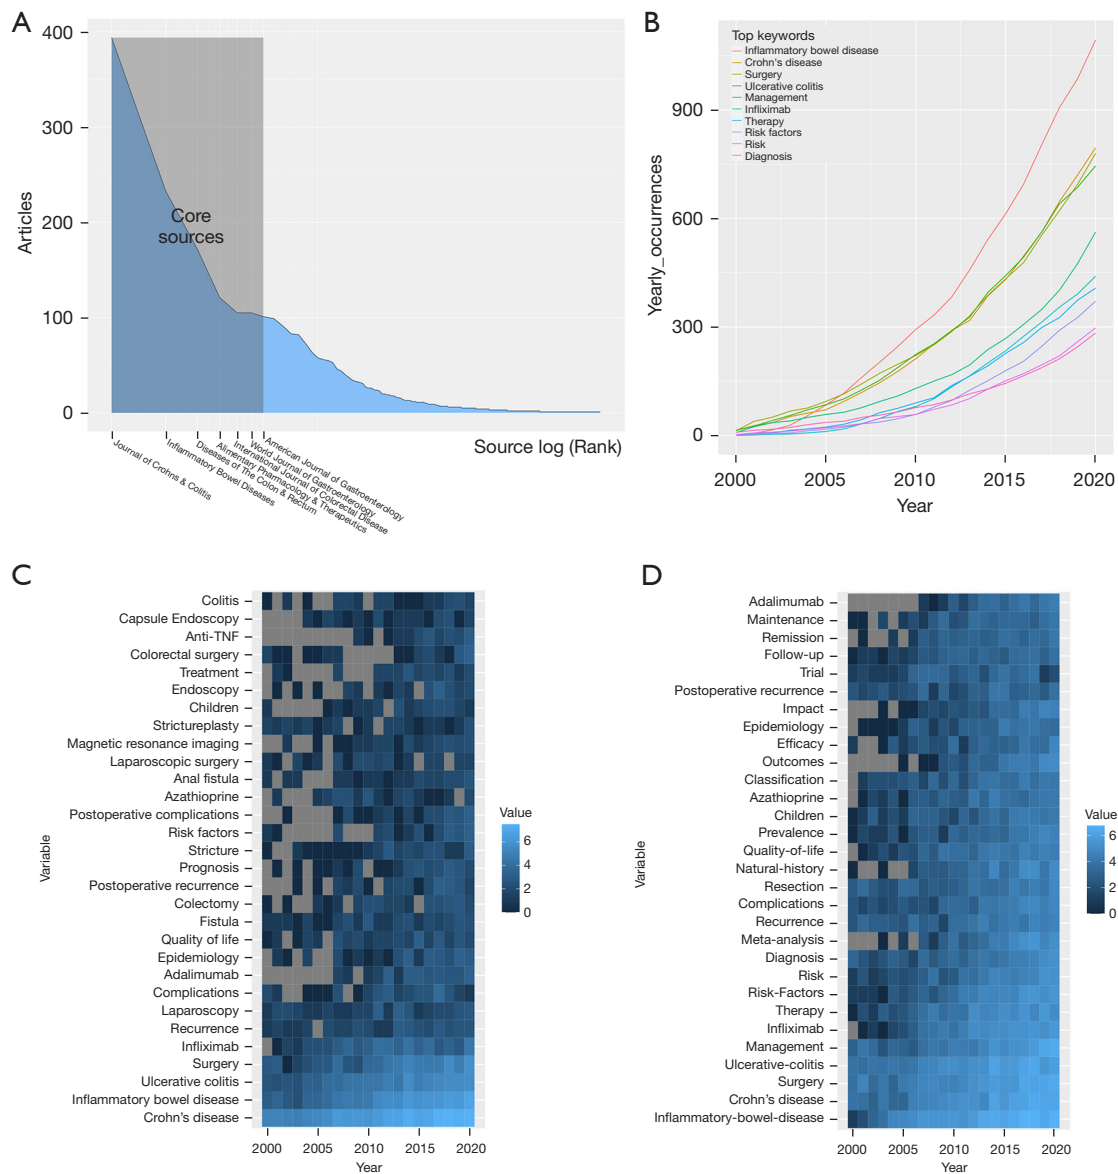 A
400
300
200
100
0
Articles
Core
sources
Source log (Rank)
Journal of Crohns & Colitis
Inflammatory Bowel Diseases
Diseases of The Colon & Rectum
Alimentary Pharmacology & Therapeutics
International Journal of Colorectal Disease
World Journal of Gastroenterology
American Journal of Gastroenterology
B
Top keywords
Inflammatory bowel disease
Crohn's disease
Surgery
Ulcerative colitis
Management
Infliximab
Therapy
Risk factors
Risk
Diagnosis
900
600
300
0
Yearly_occurrences
2000 2005 2010 2015 2020
Year
C
Colitis
Capsule Endoscopy
Anti-TNF
Colorectal surgery
Treatment
Endoscopy
Children
Strictureplasty
Magnetic resonance imaging
Laparoscopic surgery
Anal fistula
Azathioprine
Postoperative complications
Risk factors
Stricture
Prognosis
Postoperative recurrence
Colectomy
Fistula
Quality of life
Epidemiology
Adalimumab
Complications
Laparoscopy
Recurrence
Infliximab
Surgery
Ulcerative colitis
Inflammatory bowel disease
Crohn's disease
Variable
2000 2005 2010 2015 2020
Year
Value
6
4
2
0
D
Adalimumab
Maintenance
Remission
Follow-up
Trial
Postoperative recurrence
Impact
Epidemiology
Efficacy
Outcomes
Classification
Azathioprine
Children
Prevalence
Quality-of-life
Natural-history
Resection
Complications
Recurrence
Meta-analysis
Diagnosis
Risk
Risk-Factors
Therapy
Infliximab
Management
Ulcerative-colitis
Surgery
Crohn's disease
Inflammatory-bowel-disease
Variable
2000 2005 2010 2015 2020
Year
Value
6
4
2
0